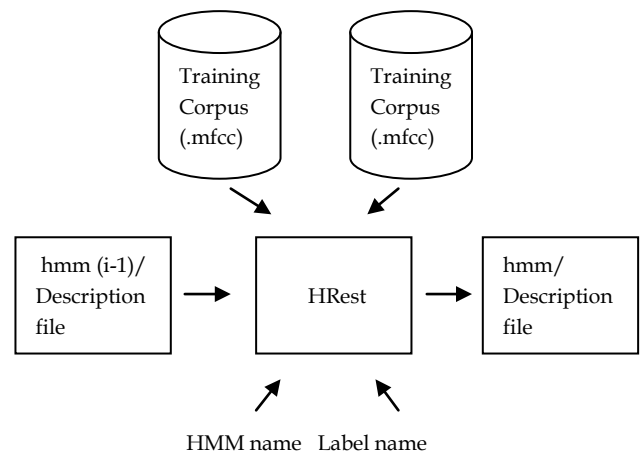 Training
Corpus
(.mfcc)
Training
Corpus
(.mfcc)
hmm (i-1)/
Description
file
HRest
hmm/
Description
file
HMM name
Label name